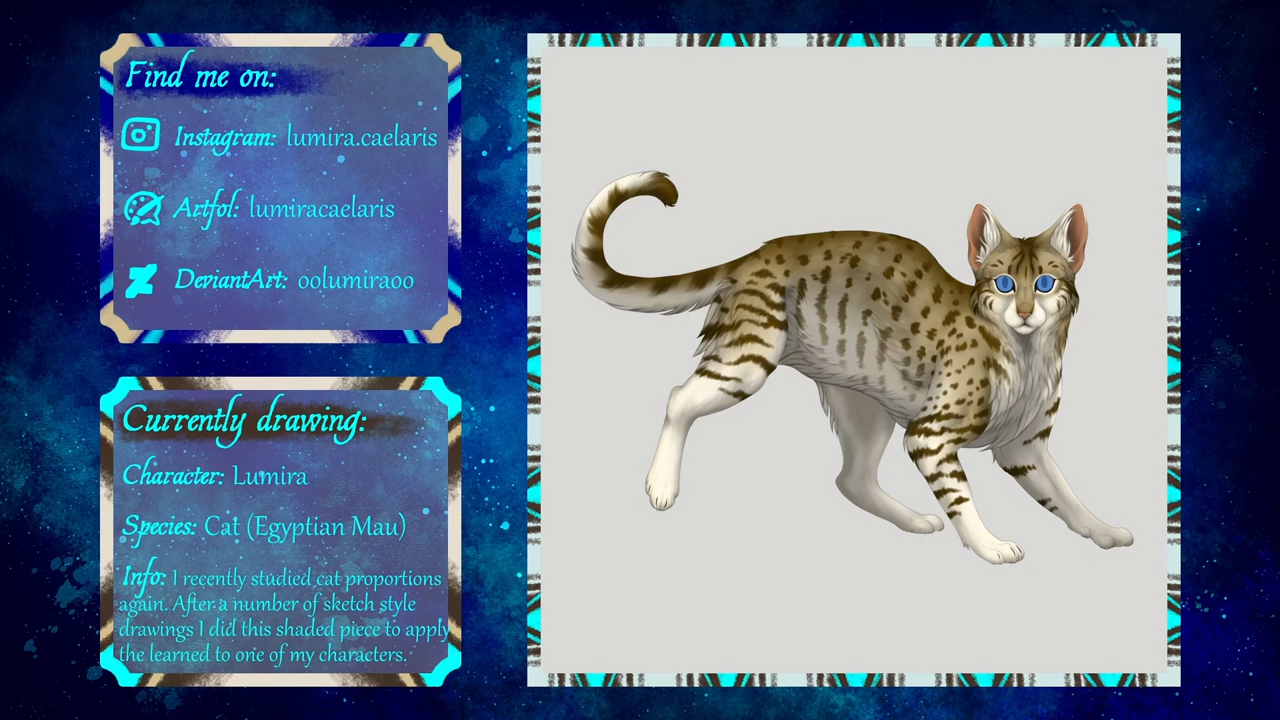 Find me on:
Instagram: lumira.caelaris
Artfol: lumiracaelaris
DeviantArt: oolumiraoo
Currently drawing:
Character: Lumira
Species: Cat (Egyptian Mau)
Info: I recently studied cat proportions
again. After a number of sketch style
drawings I did this shaded piece to apply
the learned to one of my characters.